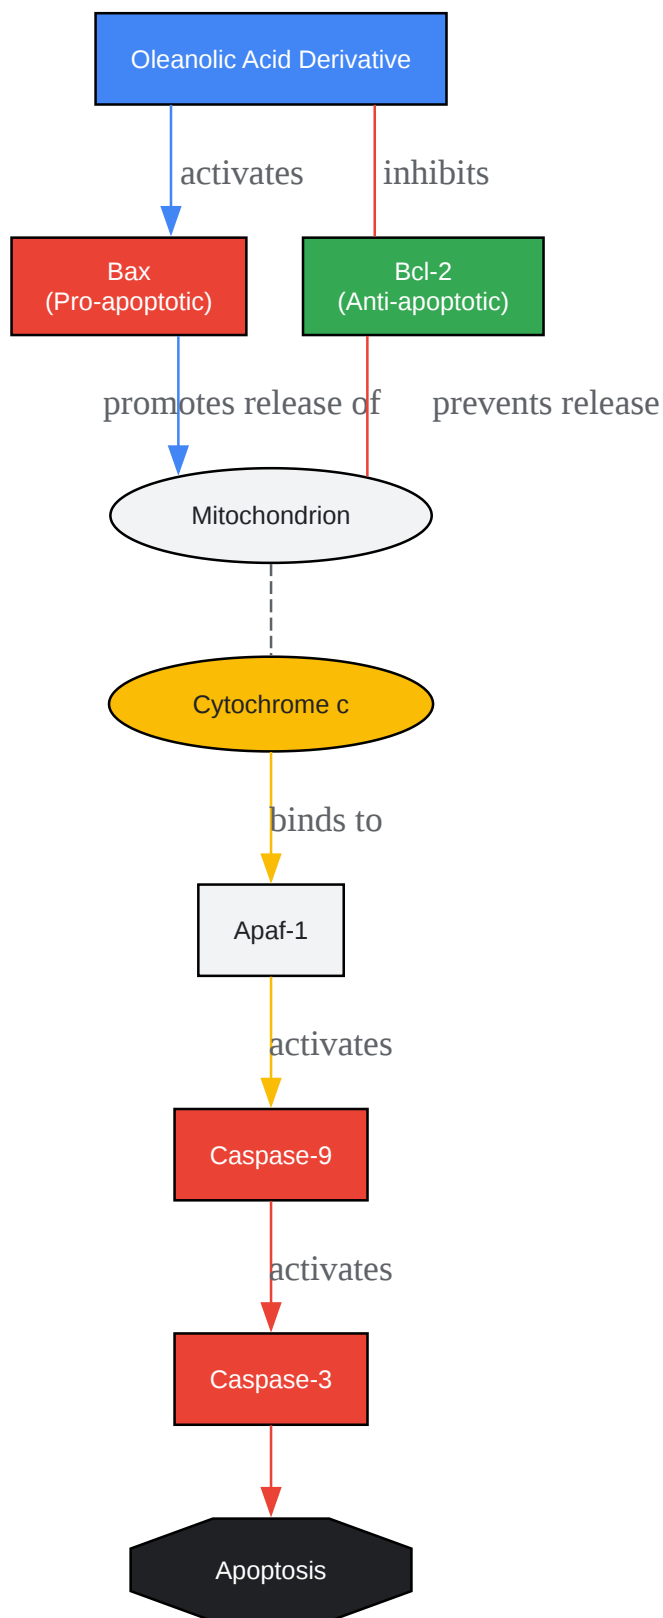 Oleanolic Acid Derivative
activates
inhibits
Bax
(Pro-apoptotic)
Bcl-2
(Anti-apoptotic)
promotes release of
prevents release
Mitochondrion
Cytochrome c
binds to
Apaf-1
activates
Caspase-9
activates
Caspase-3
Apoptosis